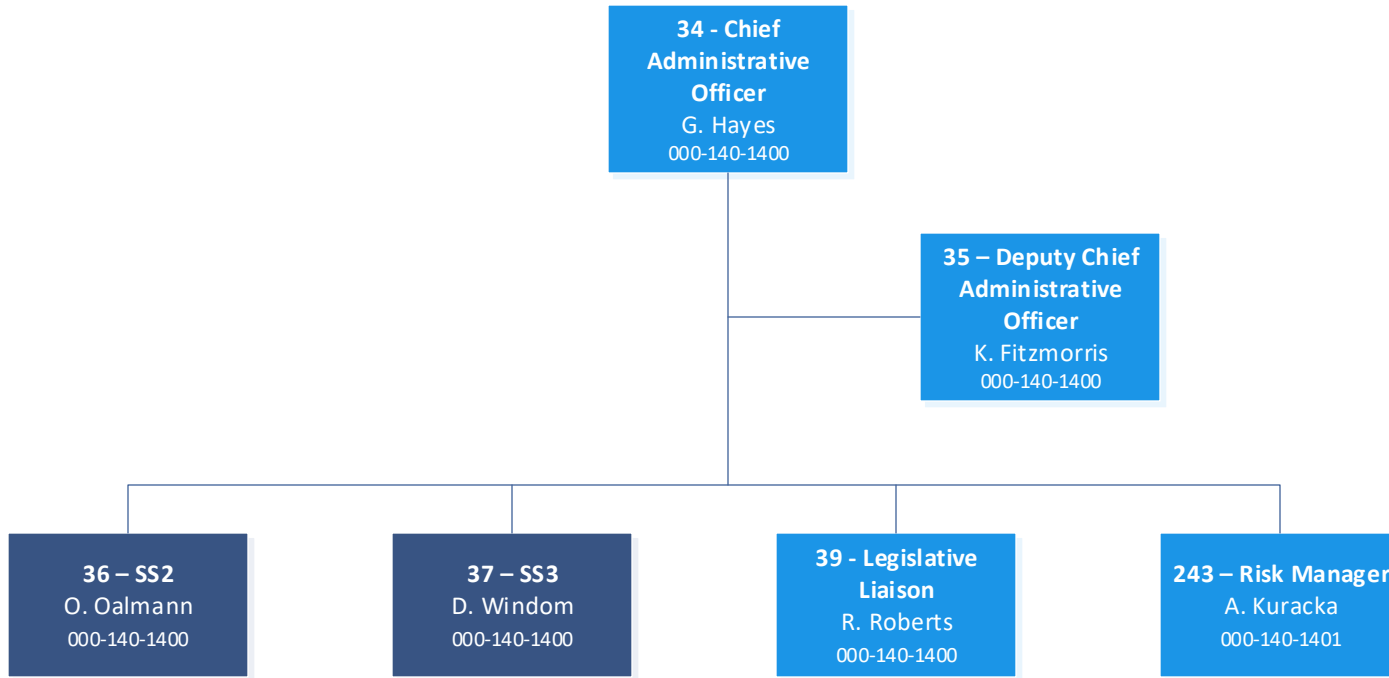 34 - Chief
Administrative
Officer
G. Hayes
000-140-1400
35 – Deputy Chief
Administrative
Officer
K. Fitzmorris
000-140-1400
36 – SS2
O. Oalmann
000-140-1400
37 – SS3
D. Windom
000-140-1400
39 - Legislative
Liaison
R. Roberts
000-140-1400
243 – Risk Manager
A. Kuracka
000-140-1401